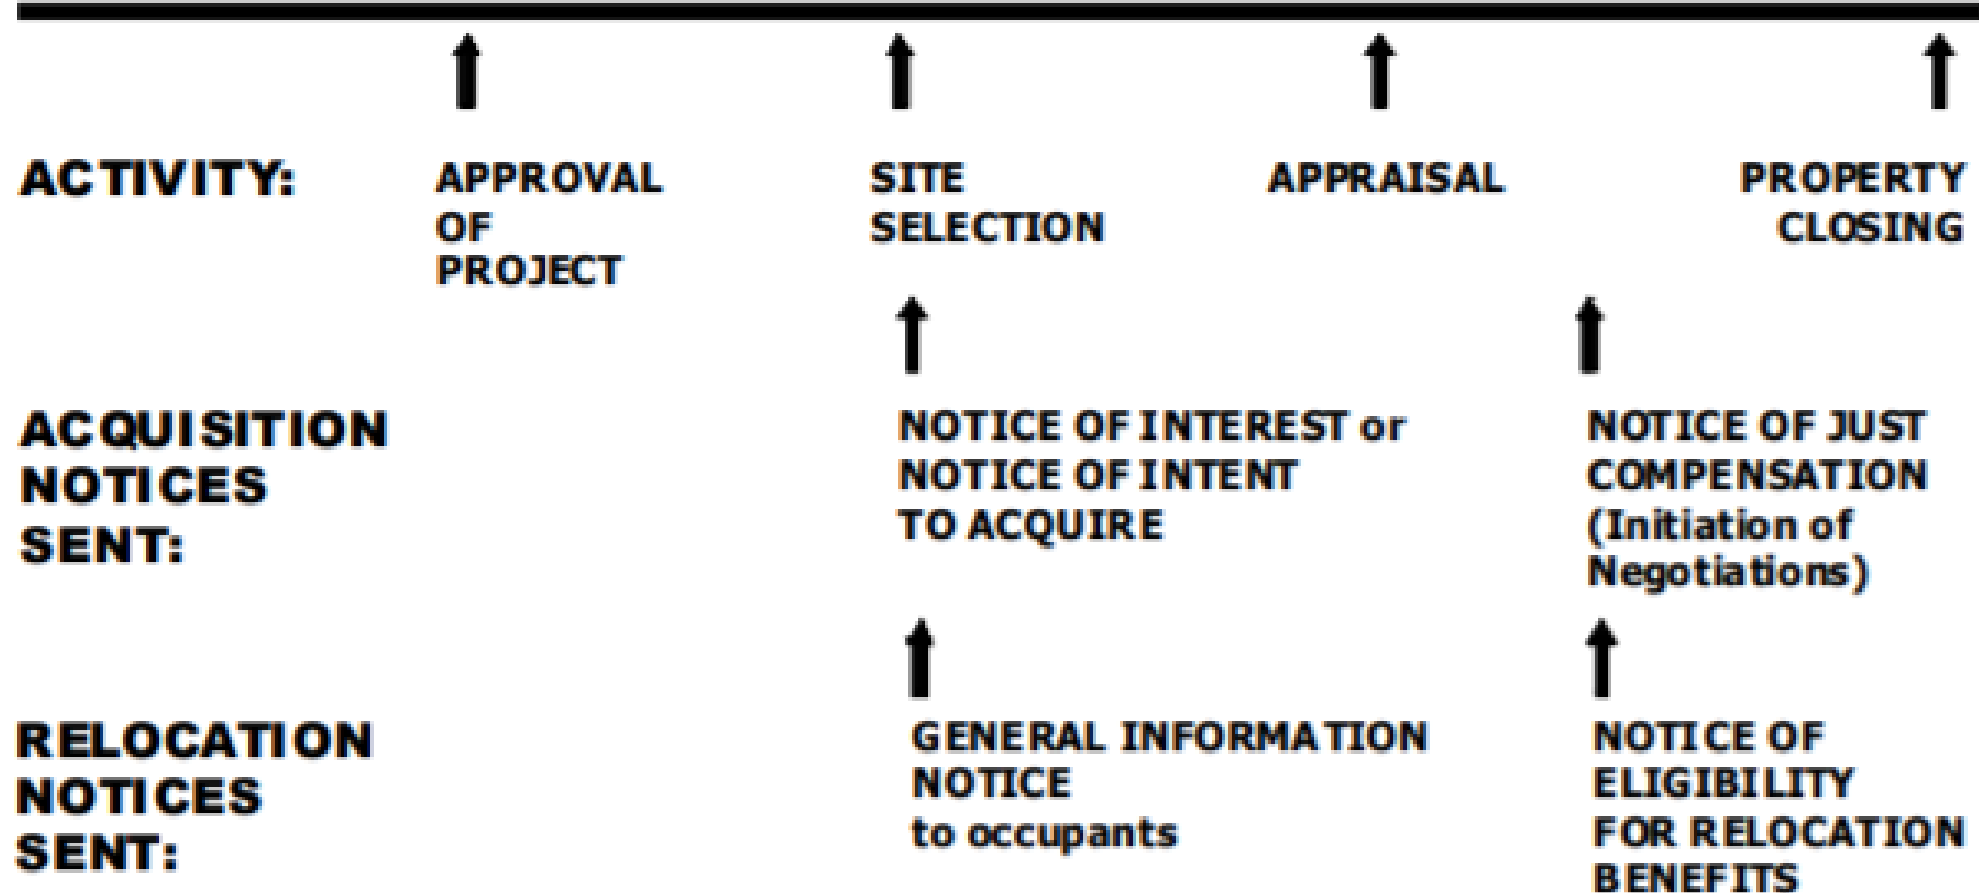 ACTIVITY:
APPROVAL
OF
PROJECT
SITE
SELECTION
APPRAISAL
PROPERTY
CLOSING
ACQUISITION
NOTICES
SENT:
NOTICE OF INTEREST or
NOTICE OF INTENT
TO ACQUIRE
NOTICE OF JUST
COMPENSATION
(Initiation of
Negotiations)
RELOCATION
NOTICES
SENT:
GENERAL INFORMATION
NOTICE
to occupants
NOTICE OF
ELIGIBILITY
FOR RELOCATION
BENEFITS